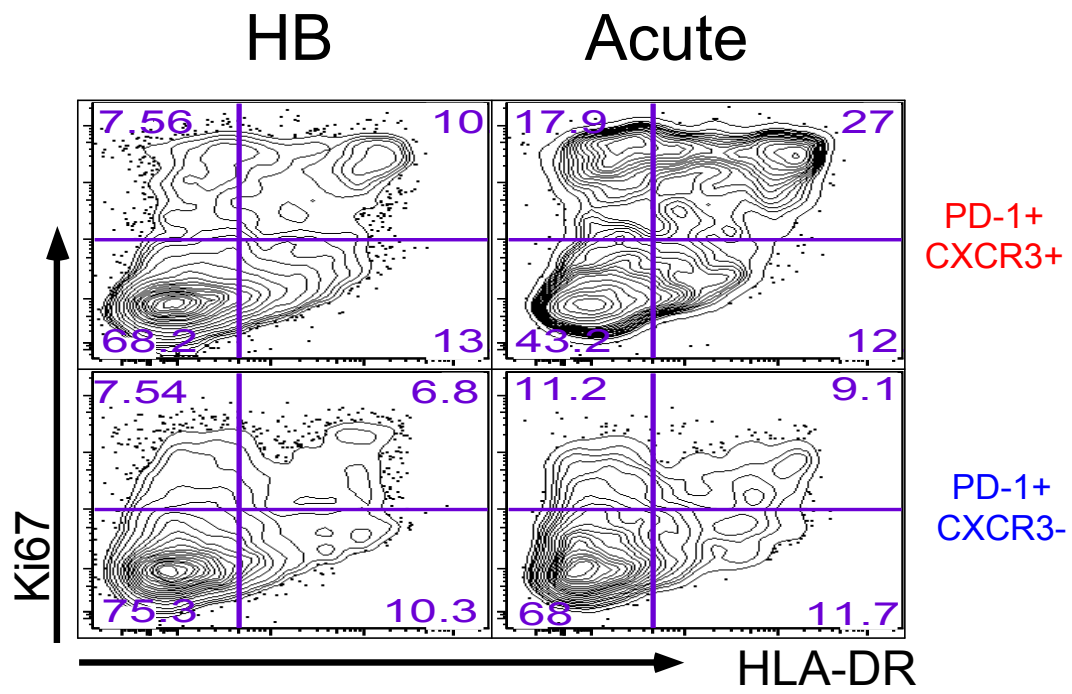 HB Acute
7.56 10 17.9 27
PD-1+
CXCR3+
68.2 13 43.2 12
7.54 6.8 11.2 9.1
PD-1+
CXCR3-
75.3 10.3 68 11.7
Ki67
HLA-DR